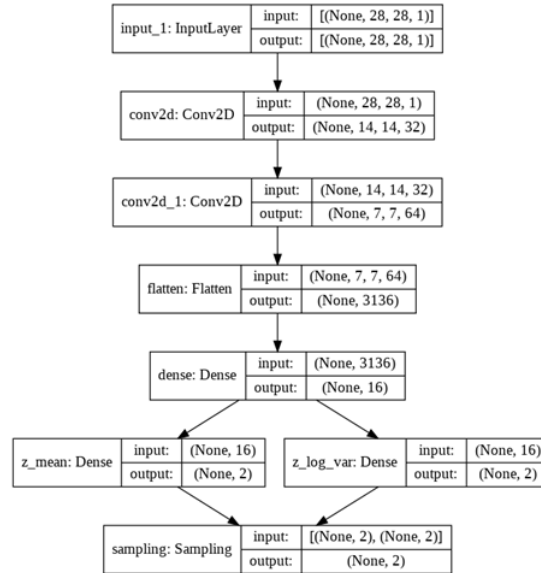 input_1: InputLayer
input: [(None, 28, 28, 1)]
output: [(None, 28, 28, 1)]
conv2d: Conv2D
input: (None, 28, 28, 1)
output: (None, 14, 14, 32)
conv2d_1: Conv2D
input: (None, 14, 14, 32)
output: (None, 7, 7, 64)
flatten: Flatten
input: (None, 7, 7, 64)
output: (None, 3136)
dense: Dense
input: (None, 3136)
output: (None, 16)
z_mean: Dense
input: (None, 16)
output: (None, 2)
z_log_var: Dense
input: (None, 16)
output: (None, 2)
sampling: Sampling
input: [(None, 2), (None, 2)]
output: (None, 2)